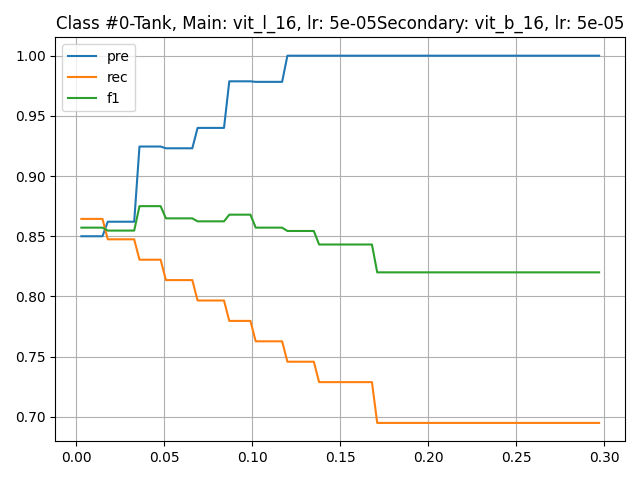 Class #0-Tank, Main: vit_l_16, lr: 5e-05Secondary: vit_b_16, lr: 5e-05
pre
rec
f1
1.00
0.95
0.90
0.85
0.80
0.75
0.70
0.00 0.05 0.10 0.15 0.20 0.25 0.30